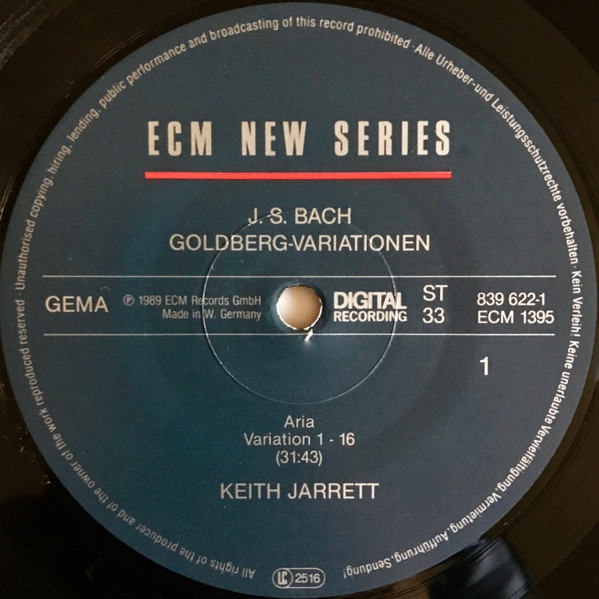 All rights of the producer and of the owner of the work reproduced reserved · Unauthorised copying, hiring, lending, public performance and broadcasting of this record prohibited · Alle Urheber-und Leistungsschutzrechte vorbehalten · Kein Verleih! Keine unerlaubte Vervielfältigung, Vermietung, Aufführung, Sendung!
ECM NEW SERIES
J. S. BACH
GOLDBERG-VARIATIONEN
GEMA
℗ 1989 ECM Records GmbH
Made in W. Germany
DIGITAL
RECORDING
ST
33
839 622-1
ECM 1395
1
Aria
Variation 1 - 16
(31:43)
KEITH JARRETT
LC 2516